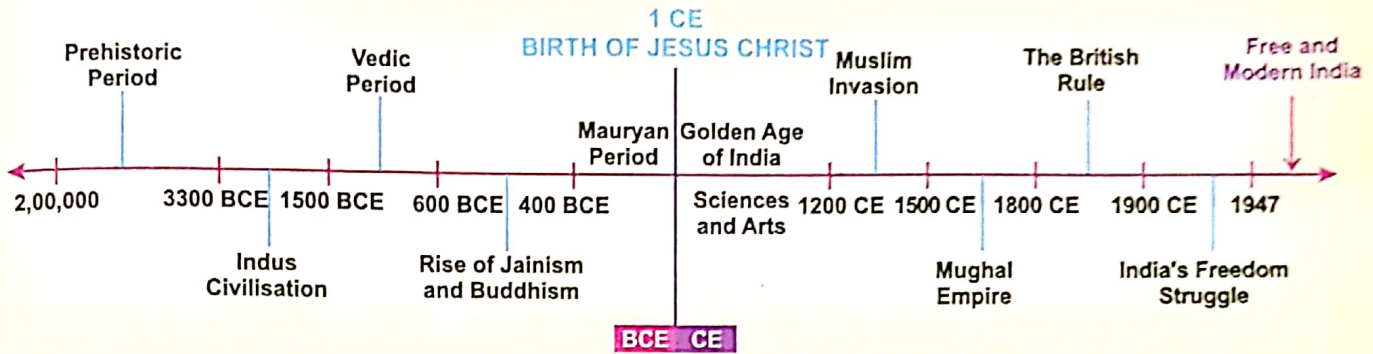 1 CE
BIRTH OF JESUS CHRIST
Prehistoric
Period
Vedic
Period
Muslim
Invasion
The British
Rule
Free and
Modern India
Mauryan
Period
Golden Age
of India
2,00,000
3300 BCE
1500 BCE
600 BCE
400 BCE
Sciences
and Arts
1200 CE
1500 CE
1800 CE
1900 CE
1947
Indus
Civilisation
Rise of Jainism
and Buddhism
Mughal
Empire
India's Freedom
Struggle
BCE CE